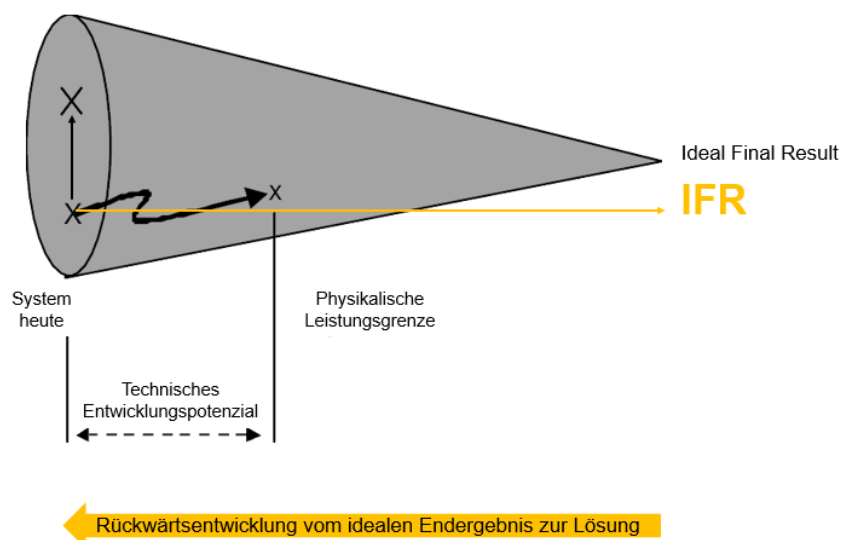 X
X
X
Ideal Final Result
IFR
System
heute
Physikalische
Leistungsgrenze
Technisches
Entwicklungspotenzial
Rückwärtsentwicklung vom idealen Endergebnis zur Lösung